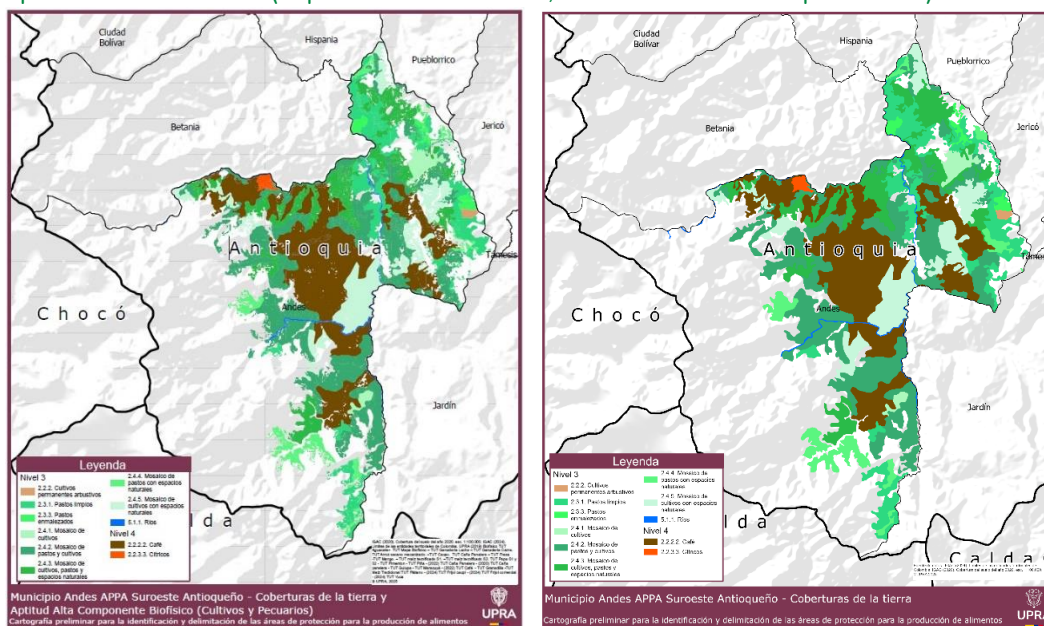 Ciudad
Bolívar
Hispania
Pueblorrico
Betania
Jericó
Támesis
Antioquia
Chocó
Andes
Jardín
Leyenda
Nivel 3
2.2.2. Cultivos
permanentes arbustivos
2.3.1. Pastos limpios
2.3.3. Pastos
enmalezados
2.4.1. Mosaico de
cultivos
2.4.2. Mosaico de
pastos y cultivo
2.4.3. Mosaico de
cultivos, pastos y
espacios naturales
2.4.4. Mosaico de
pastos con espacios
naturales
2.4.5. Mosaico de
cultivos con espacios
naturales
5.1.1. Ríos
Nivel 4
2.2.2.2. Café
2.2.3.3. Cítricos
Municipio Andes APPA Suroeste Antioqueño - Coberturas de la tierra y
Aptitud Alta Componente Biofísico (Cultivos y Pecuarios)
Cartografía preliminar para la identificación y delimitación de las áreas de protección para la producción de alimentos
UPRA
Ciudad
Bolívar
Hispania
Pueblorrico
Betania
Jericó
Támesis
Antioquia
Chocó
Andes
Jardín
Caldas
Leyenda
Nivel 3
2.2.2. Cultivos
permanentes arbustivos
2.3.1. Pastos limpios
2.3.3. Pastos
enmalezados
2.4.1. Mosaico de
cultivos
2.4.2. Mosaico de
pastos y cultivos
2.4.3. Mosaico de
cultivos, pastos y
espacios naturales
2.4.4. Mosaico de
pastos con espacios
naturales
2.4.5. Mosaico de
cultivos con espacios
naturales
5.1.1. Ríos
Nivel 4
2.2.2.2. Café
2.2.3.3. Cítricos
Municipio Andes APPA Suroeste Antioqueño - Coberturas de la tierra
Cartografía preliminar para la identificación y delimitación de las áreas de protección para la producción de alimentos
UPRA